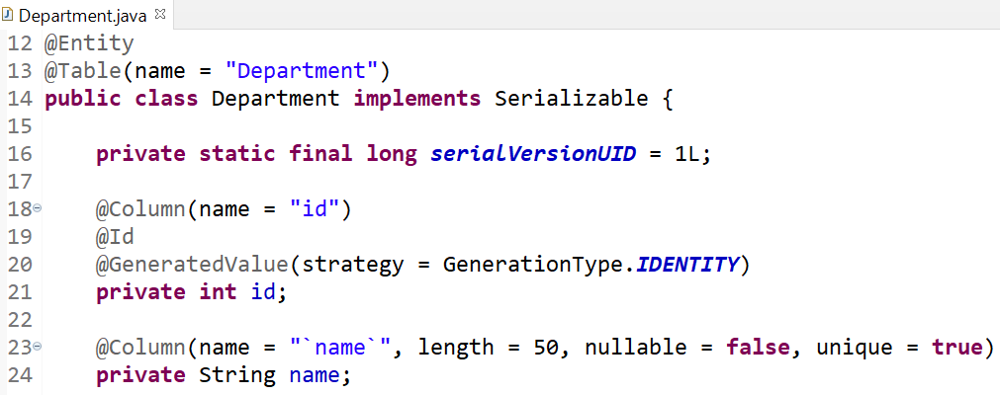 Department.java
12 @Entity
13 @Table(name = "Department")
14 public class Department implements Serializable {
15
16     private static final long serialVersionUID = 1L;
17
18     @Column(name = "id")
19     @Id
20     @GeneratedValue(strategy = GenerationType.IDENTITY)
21     private int id;
22
23     @Column(name = "`name`", length = 50, nullable = false, unique = true)
24     private String name;